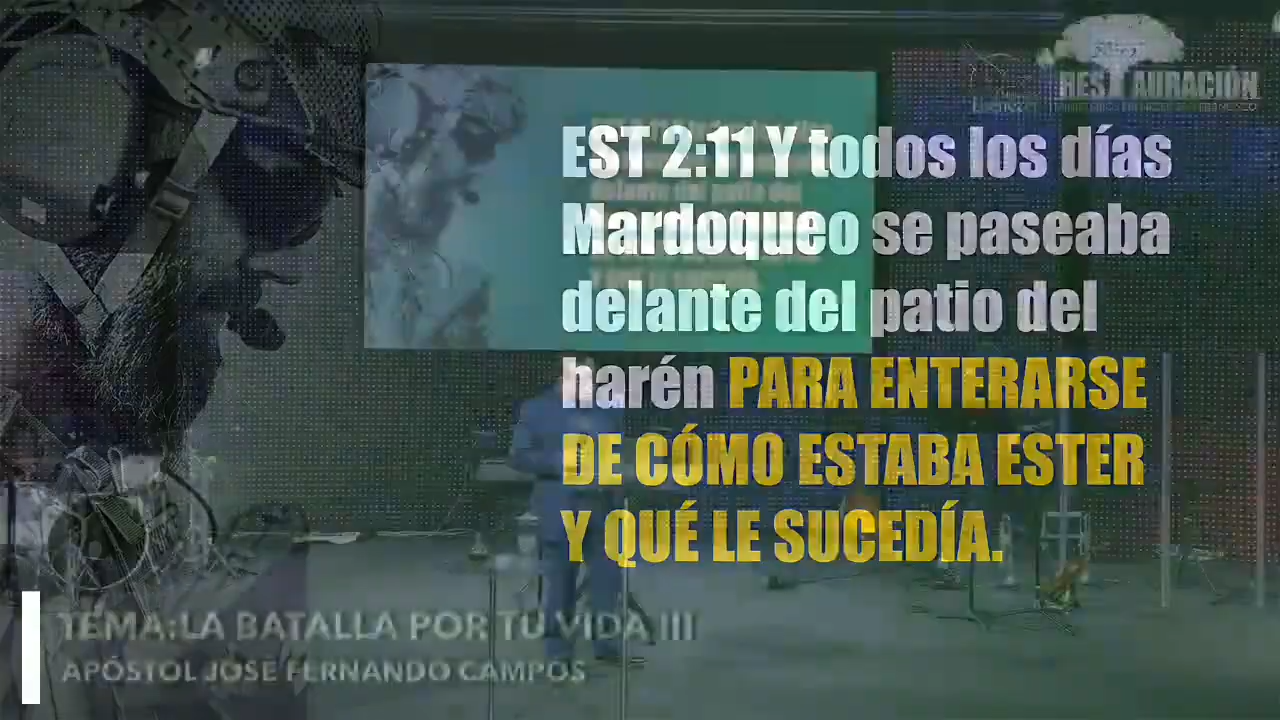 RESTAURACIÓN
EST 2:11 Y todos los días
Mardoqueo se paseaba
delante del patio del
harén PARA ENTERARSE
DE CÓMO ESTABA ESTER
Y QUÉ LE SUCEDÍA.
TEMA:LA BATALLA POR TU VIDA III
APÓSTOL JOSE FERNANDO CAMPOS